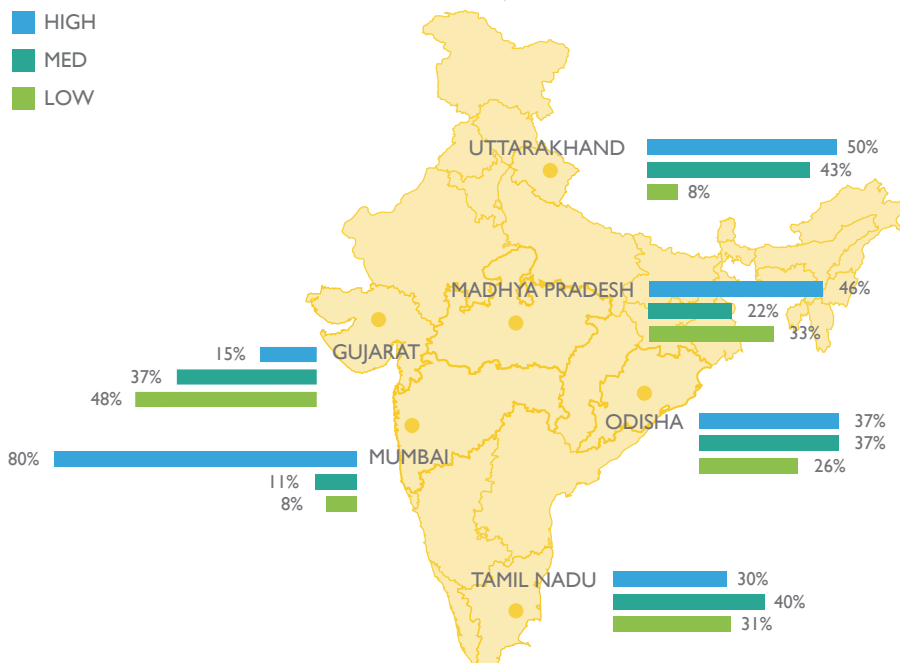 HIGH
MED
LOW
UTTARAKHAND
50%
43%
8%
MADHYA PRADESH
46%
22%
33%
15%
GUJARAT
37%
48%
ODISHA
37%
37%
26%
80%
MUMBAI
11%
8%
TAMIL NADU
30%
40%
31%